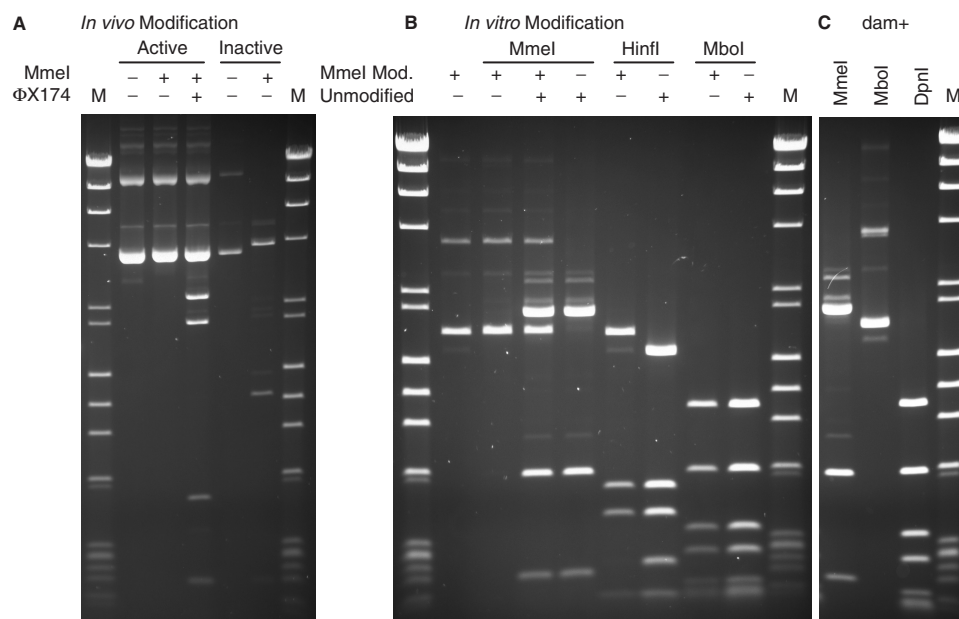 A In vivo Modification
Active Inactive
MmeI – + + – +
ΦX174 M – – + – – M
B In vitro Modification
MmeI HinfI MboI
MmeI Mod. + + + – + – + –
Unmodified – – + + – + – + M
C dam+
MmeI MboI DpnI M